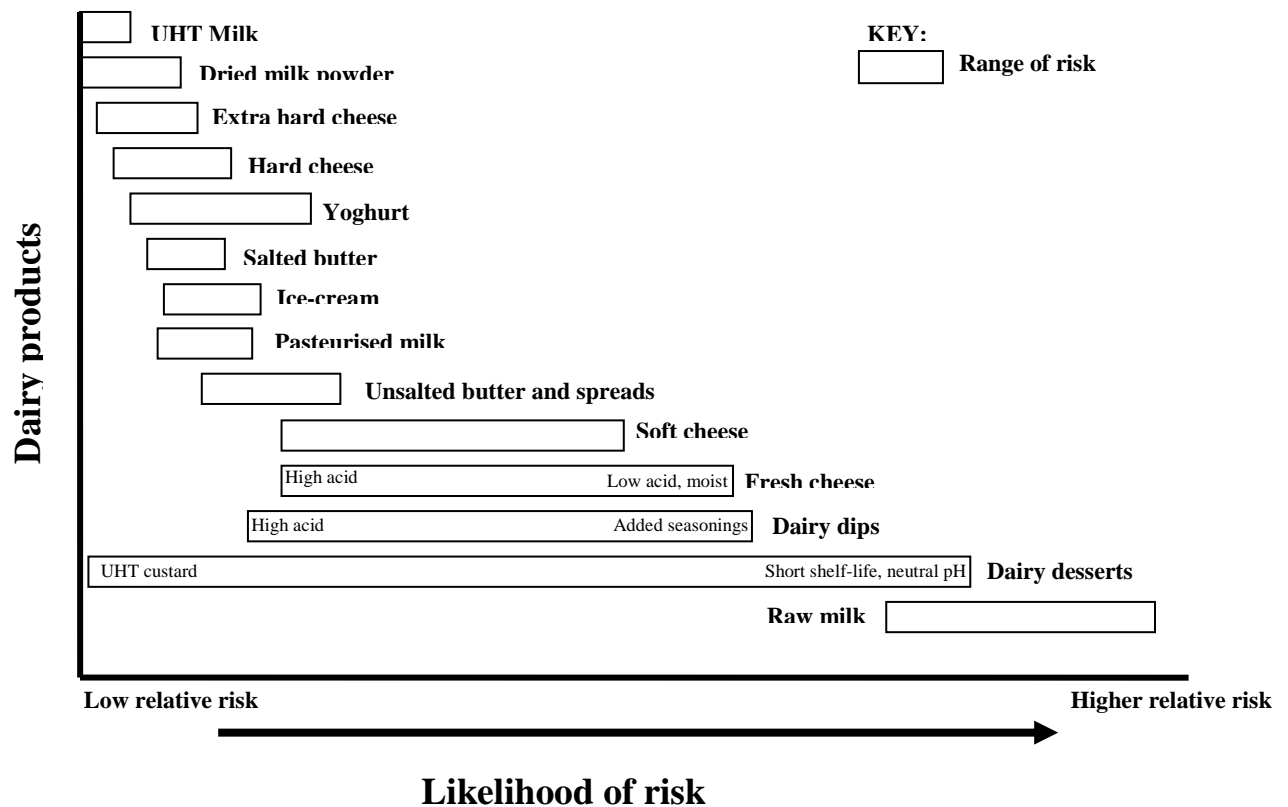 UHT Milk
KEY:
Dried milk powder
Range of risk
Extra hard cheese
Hard cheese
Yoghurt
Salted butter
Ice-cream
Pasteurised milk
Unsalted butter and spreads
Soft cheese
High acid
Low acid, moist
Fresh cheese
High acid
Added seasonings
Dairy dips
UHT custard
Short shelf-life, neutral pH
Dairy desserts
Raw milk
Dairy products
Low relative risk
Higher relative risk
Likelihood of risk